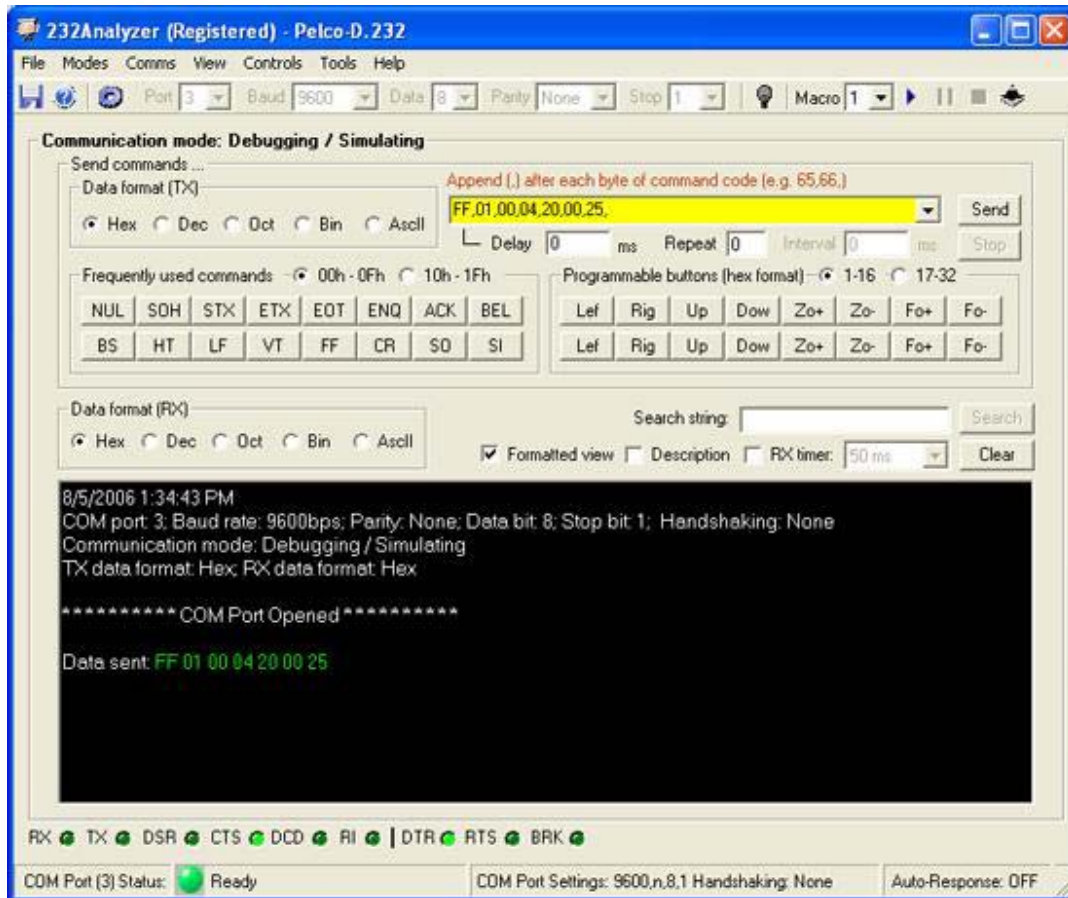 232Analyzer (Registered) - Pelco-D.232
File Modes Comms View Controls Tools Help
Port 3 Baud 9600 Data 8 Parity None Stop 1 Macro 1
Communication mode: Debugging / Simulating
Send commands ...
Data format (TX)
Append (,) after each byte of command code (e.g. 65,66,)
Hex Dec Oct Bin AscII
FF,01,00,04,20,00,25, Send
Delay 0 ms Repeat 0 Interval 0 ms Stop
Frequently used commands 00h - 0Fh 10h - 1Fh
Programmable buttons (hex format) 1-16 17-32
NUL SOH STX ETX EOT ENQ ACK BEL
Lef Rig Up Dow Zo+ Zo- Fo+ Fo-
BS HT LF VT FF CR SO SI
Lef Rig Up Dow Zo+ Zo- Fo+ Fo-
Data format (RX)
Hex Dec Oct Bin AscII
Search string: Search
Formatted view Description RX timer: 50 ms Clear
8/5/2006 1:34:43 PM
COM port: 3; Baud rate: 9600bps; Parity: None; Data bit: 8; Stop bit: 1; Handshaking: None
Communication mode: Debugging / Simulating
TX data format: Hex; RX data format: Hex
********** COM Port Opened **********
Data sent: FF 01 00 04 20 00 25
RX TX DSR CTS DCD RI | DTR RTS BRK
COM Port (3) Status: Ready COM Port Settings: 9600,n,8,1 Handshaking: None Auto-Response: OFF